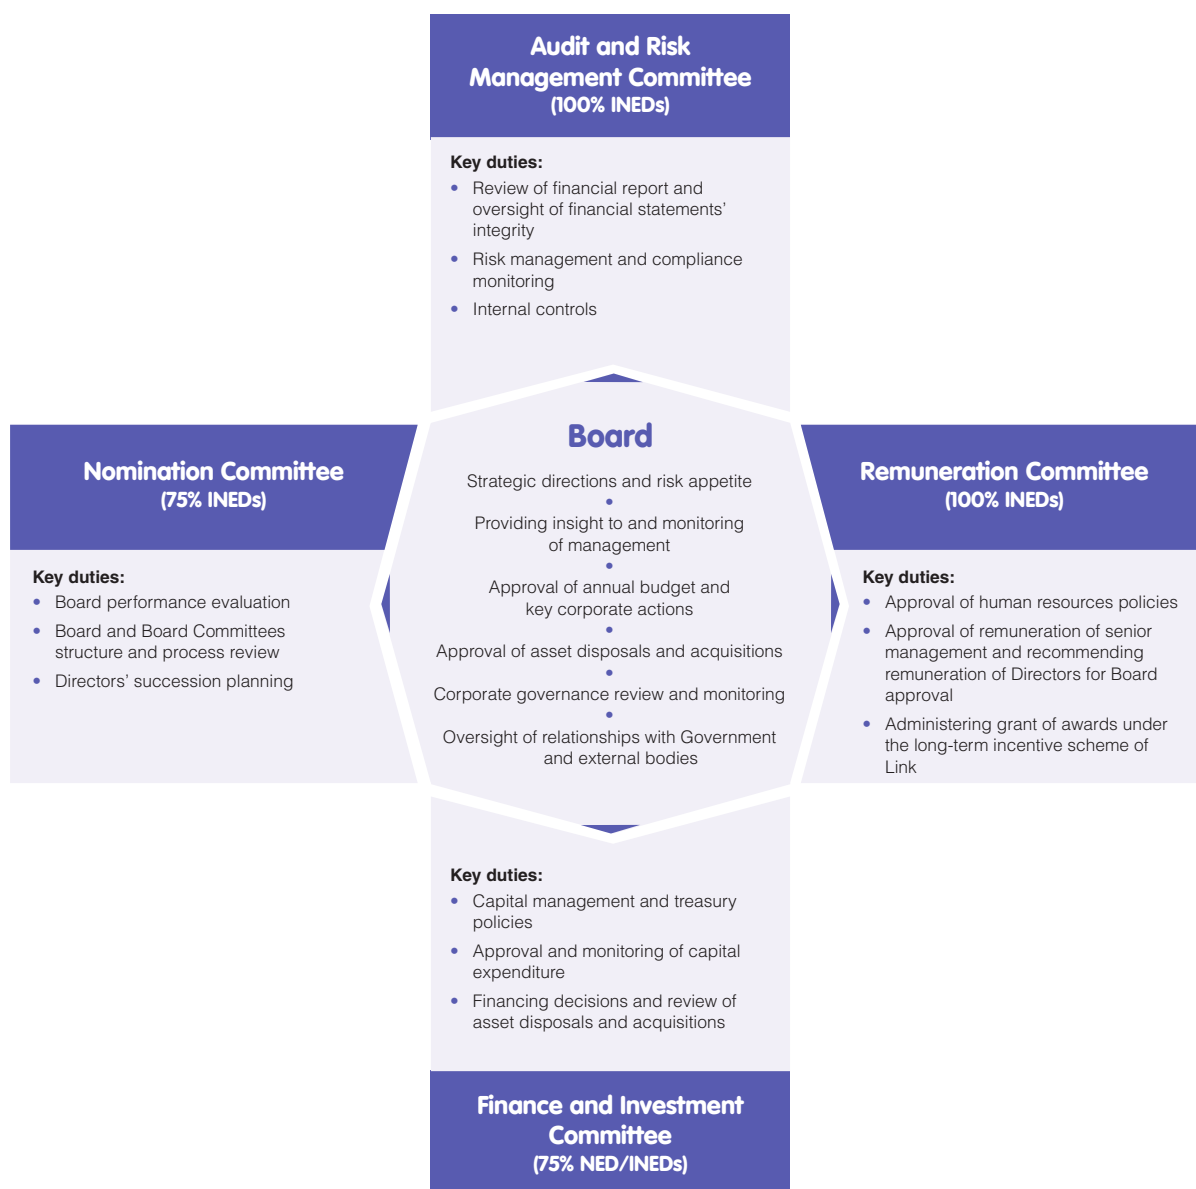 Audit and Risk
Management Committee
(100% INEDs)
Key duties:
• Review of financial report and
oversight of financial statements’
integrity
• Risk management and compliance
monitoring
• Internal controls
Nomination Committee
(75% INEDs)
Key duties:
• Board performance evaluation
• Board and Board Committees
structure and process review
• Directors’ succession planning
Board
Strategic directions and risk appetite
•
Providing insight to and monitoring
of management
•
Approval of annual budget and
key corporate actions
•
Approval of asset disposals and acquisitions
•
Corporate governance review and monitoring
•
Oversight of relationships with Government
and external bodies
Remuneration Committee
(100% INEDs)
Key duties:
• Approval of human resources policies
• Approval of remuneration of senior
management and recommending
remuneration of Directors for Board
approval
• Administering grant of awards under
the long-term incentive scheme of
Link
Key duties:
• Capital management and treasury
policies
• Approval and monitoring of capital
expenditure
• Financing decisions and review of
asset disposals and acquisitions
Finance and Investment
Committee
(75% NED/INEDs)